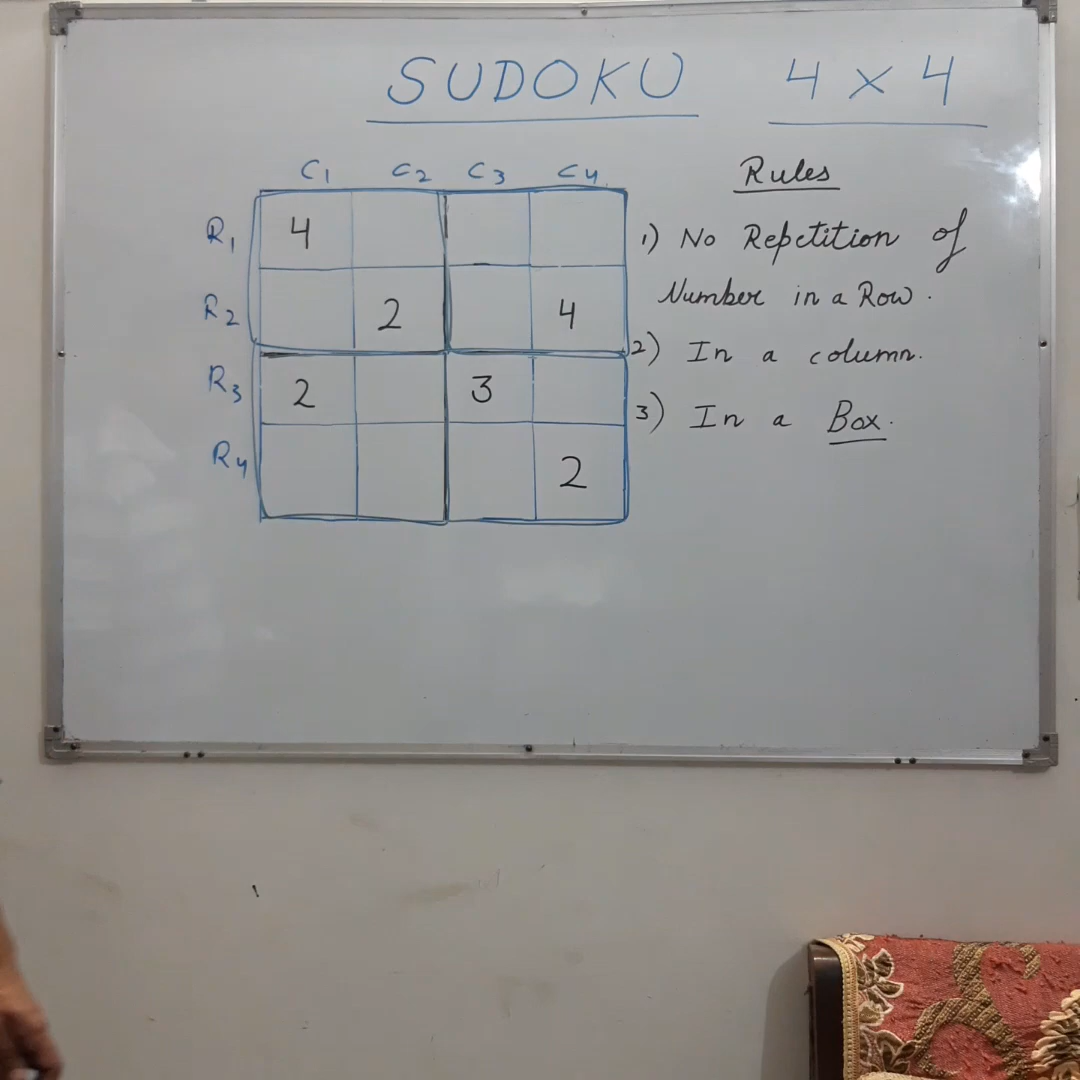 SUDOKU 4 x 4
C1 C2 C3 C4
R1 4
R2 2 4
R3 2 3
R4 2
Rules
1) No Repetition of
Number in a Row.
2) In a column.
3) In a Box.